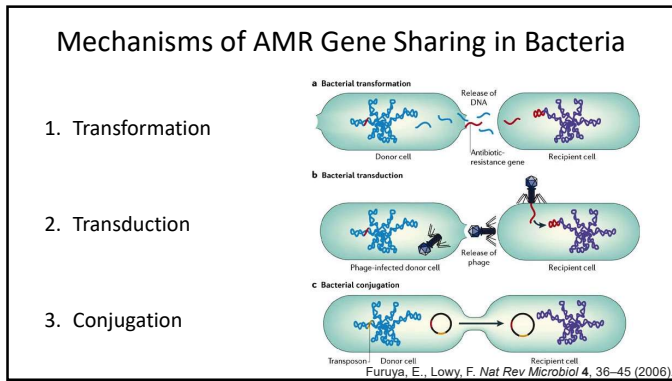 Mechanisms of AMR Gene Sharing in Bacteria
1. Transformation
2. Transduction
3. Conjugation
a Bacterial transformation
Release of
DNA
Donor cell
Antibiotic-
resistance gene
Recipient cell
b Bacterial transduction
Phage-infected donor cell
Release of
phage
Recipient cell
c Bacterial conjugation
Transposon
Donor cell
Recipient cell
Furuya, E., Lowy, F. Nat Rev Microbiol 4, 36–45 (2006)